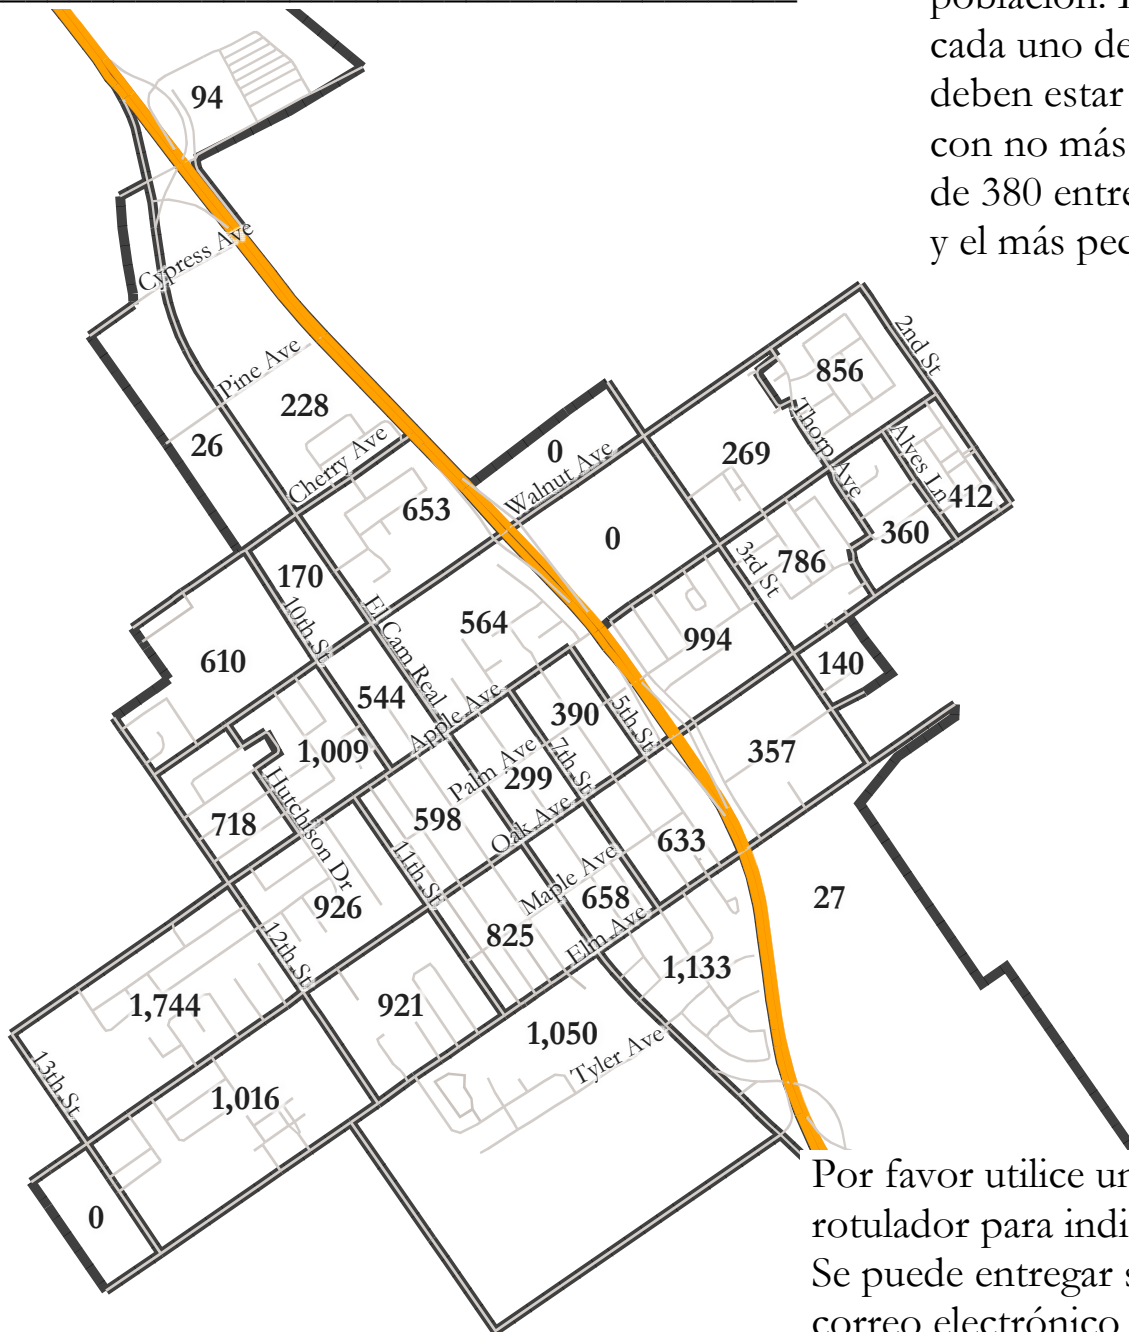 población.
cada uno de
deben estar
con no más
de 380 entre
y el más
94
Cypress Ave
Pine Ave
228
26
Cherry Ave
653
0
Walnut Ave
0
269
856
2nd St
Thorp Ave
Alves Ln
412
360
786
3rd St
170
10th St
El Cam Real
564
994
140
610
544
Apple Ave
390
5th St
1,009
Palm Ave
7th St
299
357
718
Hutchison Dr
598
Oak Ave
633
11th St
Maple Ave
658
27
926
825
Elm Ave
12th St
1,133
1,744
921
1,050
Tyler Ave
13th St
1,016
0
Por favor utilice
rotulador para
Se puede entregar
correo electrónico